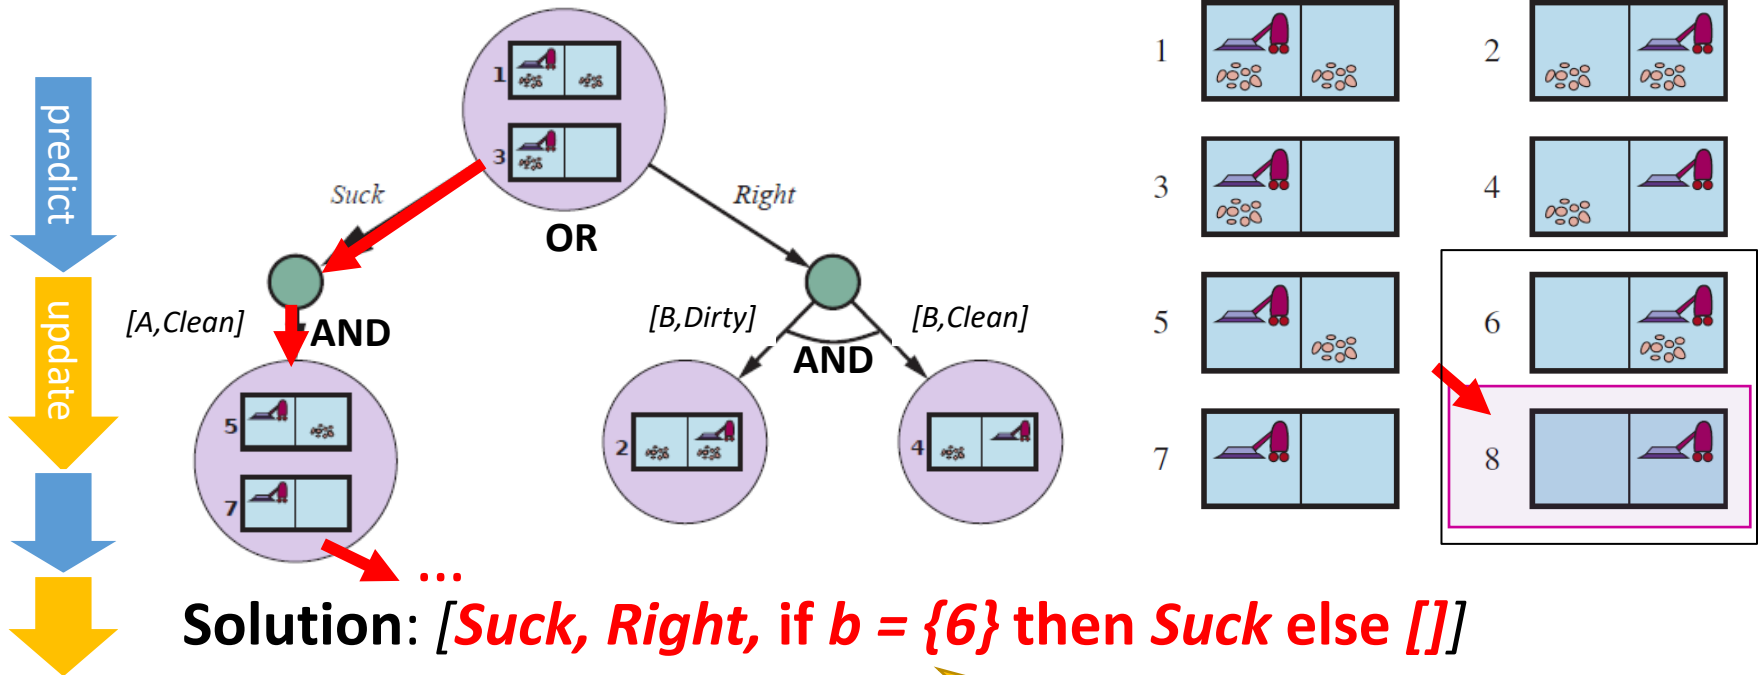 predict
update
1
3
Suck
Right
OR
[A,Clean]
AND
[B,Dirty]
[B,Clean]
AND
5
7
2
4
...
1
2
3
4
5
6
7
8
Solution: [Suck, Right, if b = {6} then Suck else []]